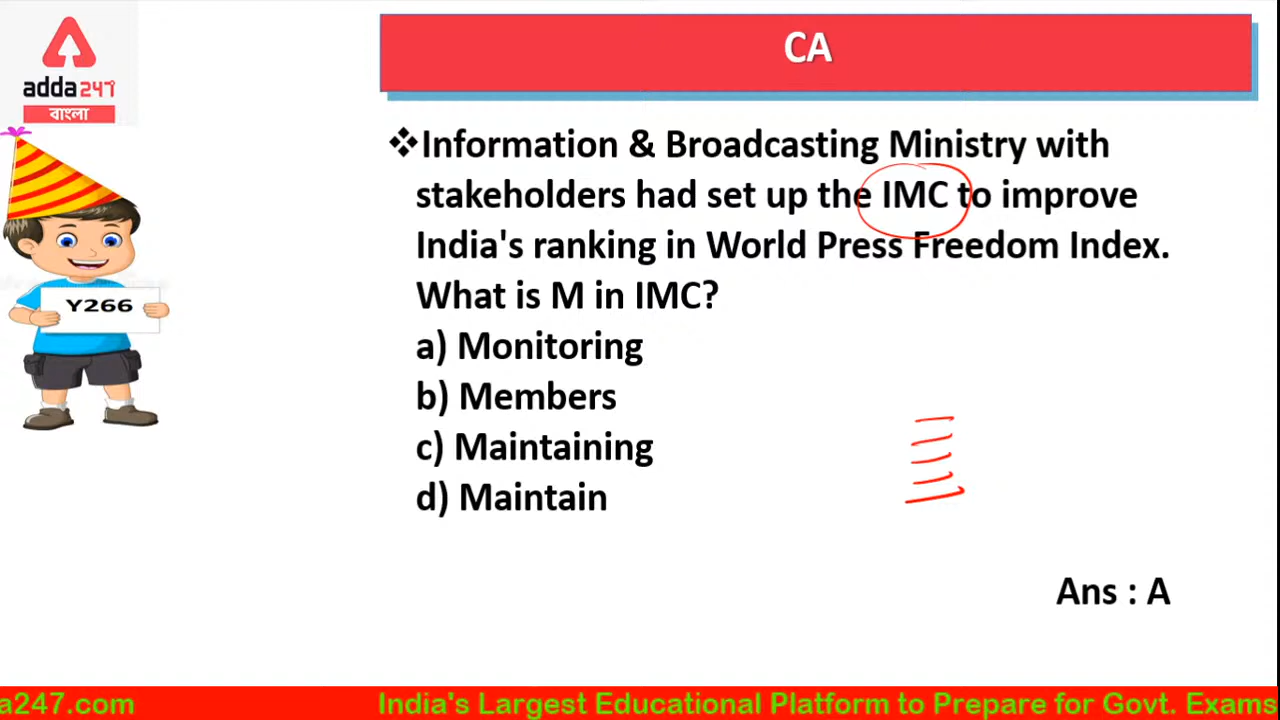 adda247
বাংলা
CA
Y266
❖Information & Broadcasting Ministry with
stakeholders had set up the IMC to improve
India's ranking in World Press Freedom Index.
What is M in IMC?
a) Monitoring
b) Members
c) Maintaining
d) Maintain
Ans : A
a247.com
India's Largest Educational Platform to Prepare for Govt. Exams